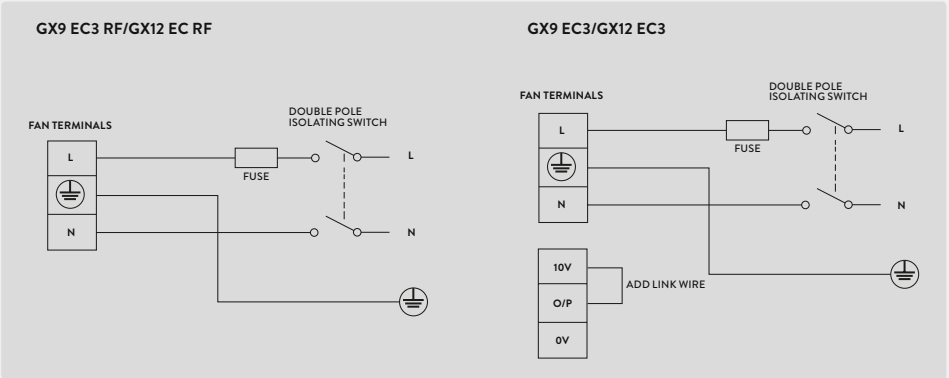 GX9 EC3 RF/GX12 EC RF
DOUBLE POLE
ISOLATING SWITCH
FAN TERMINALS
L
FUSE
L
N
N
GX9 EC3/GX12 EC3
DOUBLE POLE
ISOLATING SWITCH
FAN TERMINALS
L
FUSE
L
N
N
10V
ADD LINK WIRE
O/P
0V